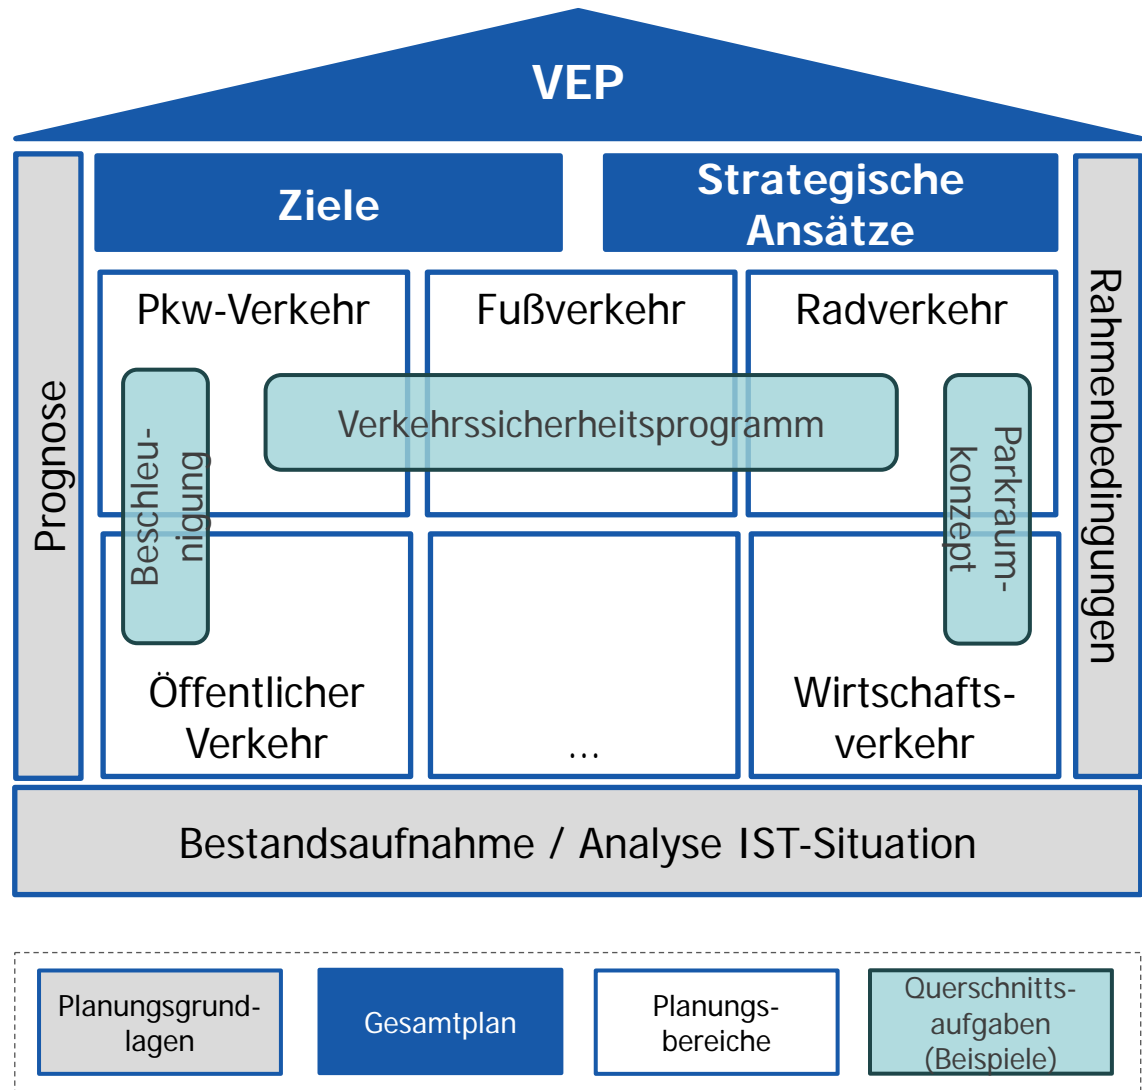 VEP
Ziele
Strategische
Ansätze
Prognose
Rahmenbedingungen
Pkw-Verkehr
Fußverkehr
Radverkehr
Beschleu-
nigung
Verkehrssicherheitsprogramm
Parkraum-
konzept
Öffentlicher
Verkehr
...
Wirtschafts-
verkehr
Bestandsaufnahme / Analyse IST-Situation
Planungsgrund-
lagen
Gesamtplan
Planungs-
bereiche
Querschnitts-
aufgaben
(Beispiele)